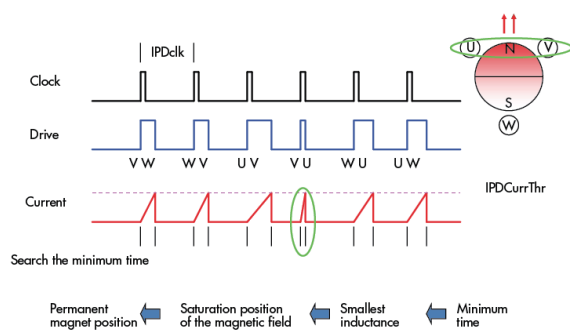 IPDclk
Clock
Drive
V W W V U V V U W U U W
Current
IPDCurrThr
Search the minimum time
U N V
S
W
Permanent magnet position
Saturation position of the magnetic field
Smallest inductance
Minimum time